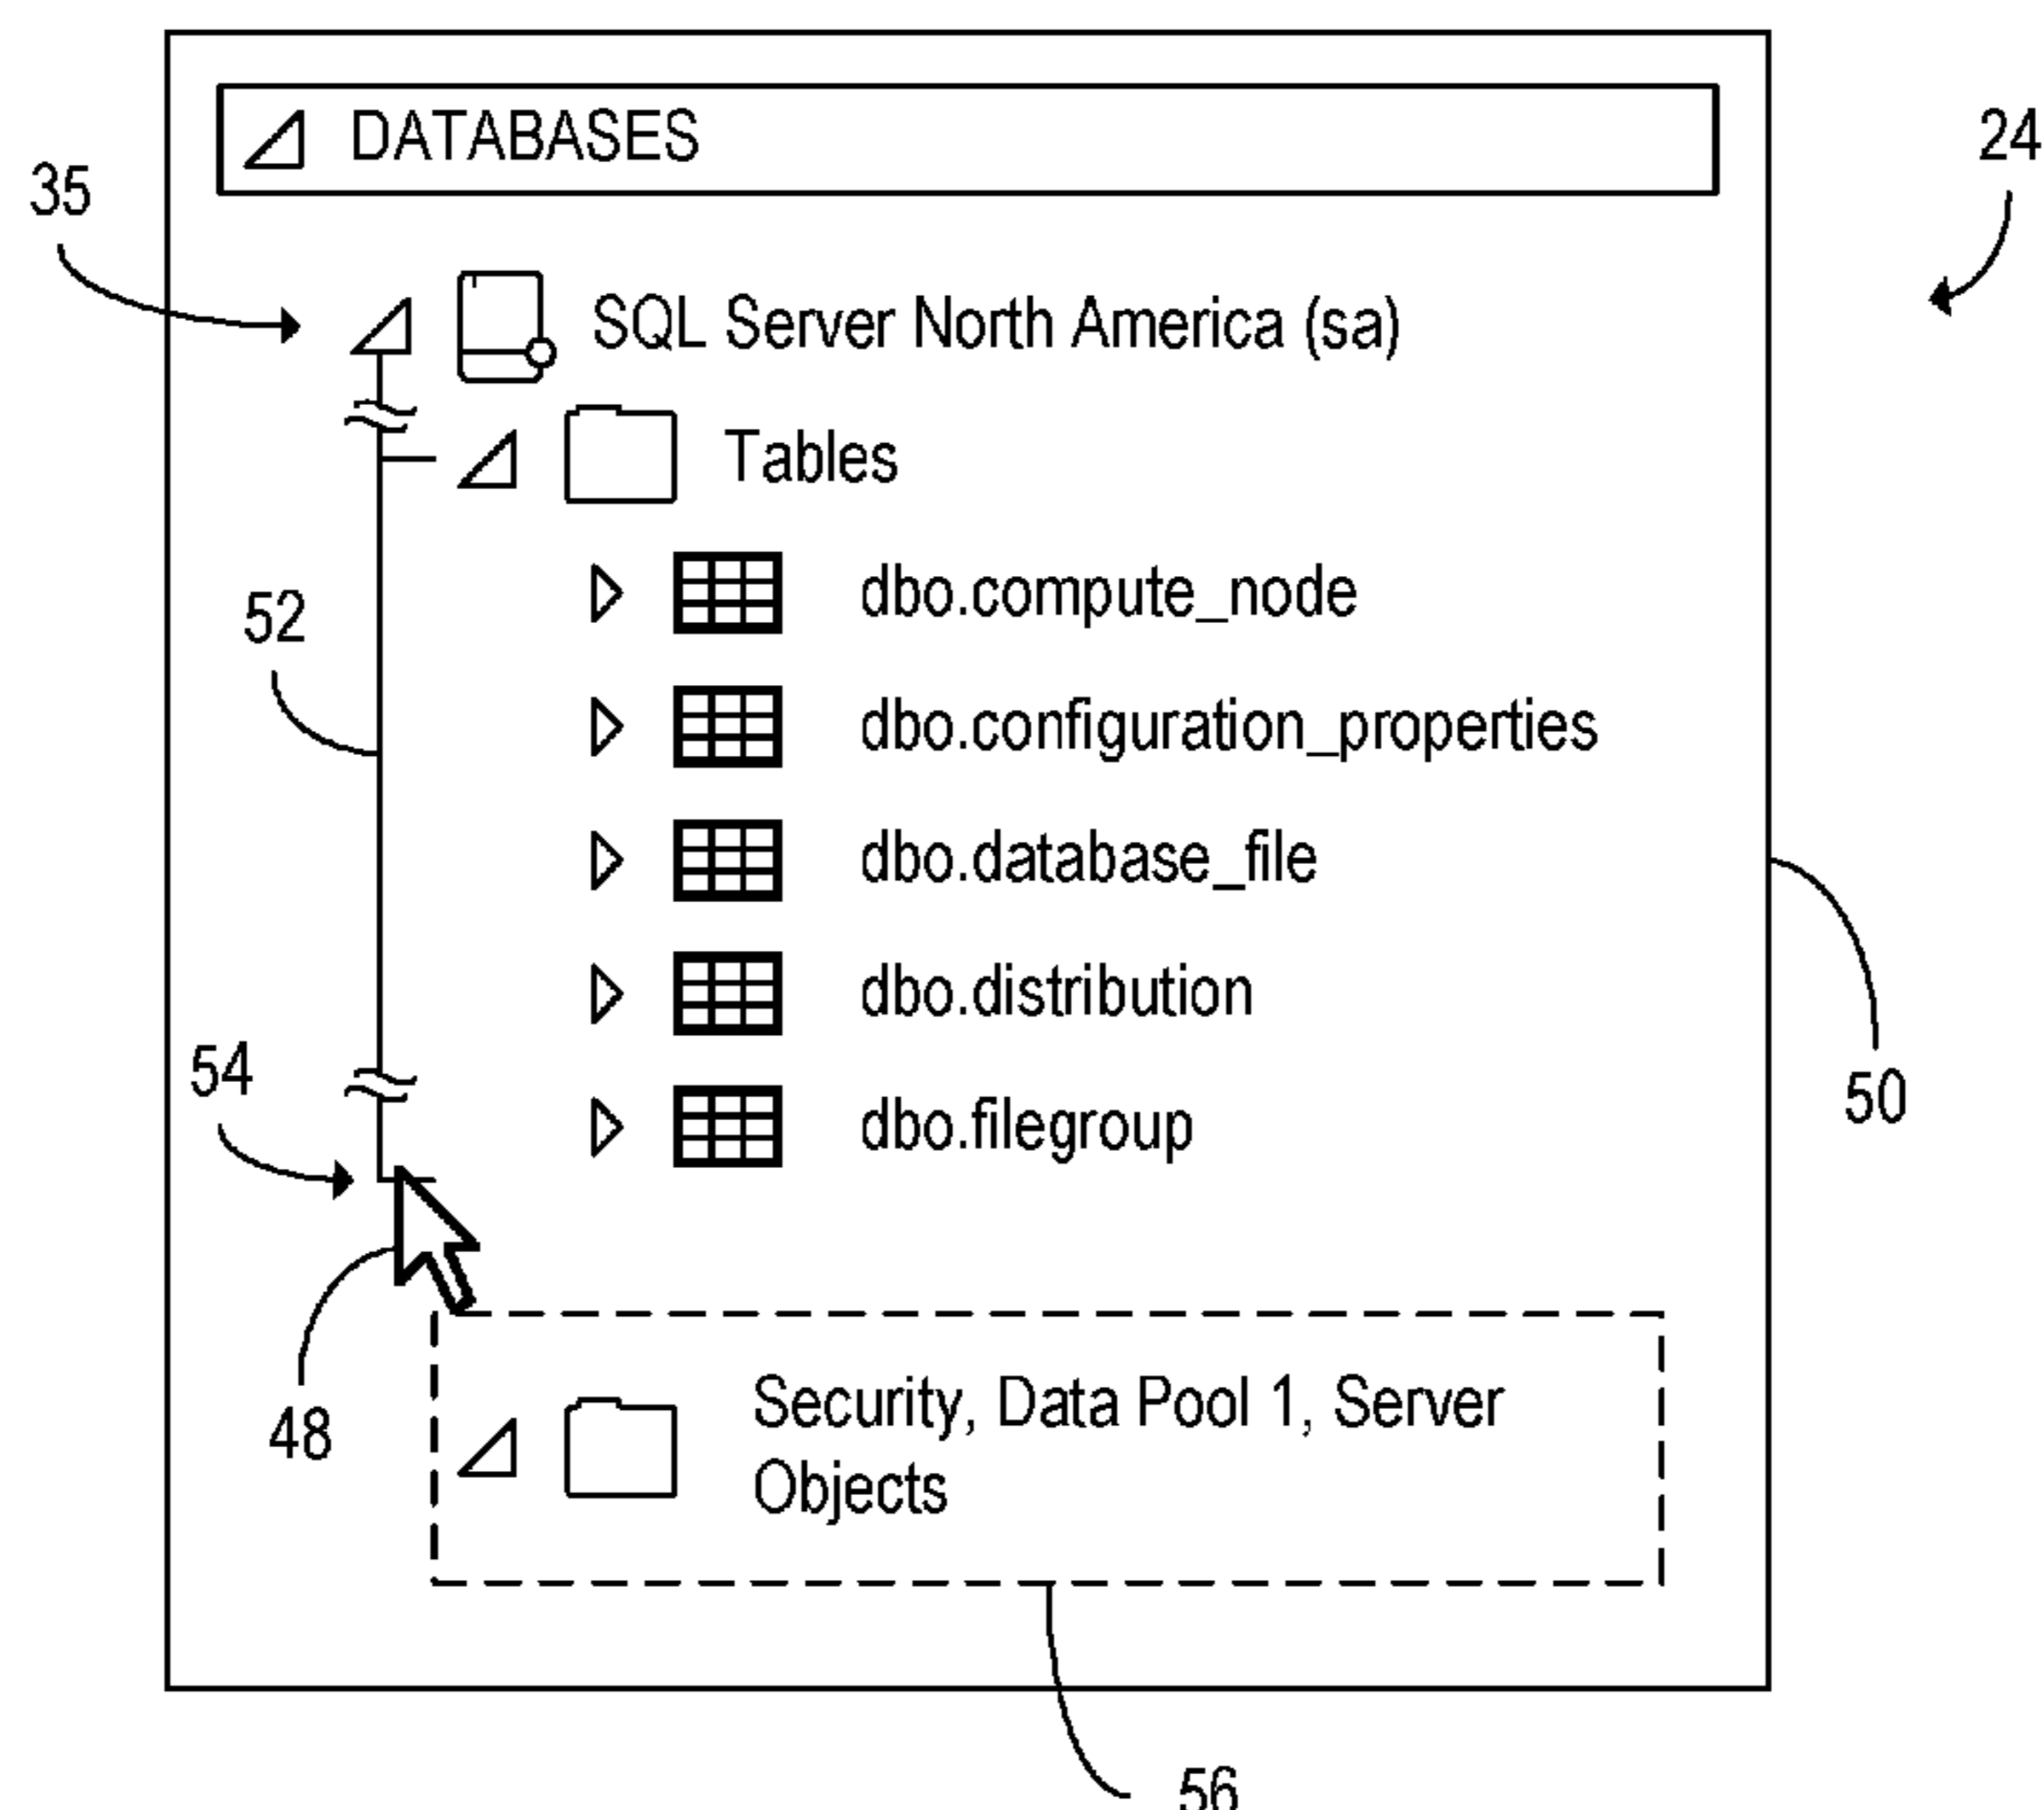 DATABASES
24
35
SQL Server North America (sa)
Tables
dbo.compute_node
52
dbo.configuration_properties
dbo.database_file
dbo.distribution
54
50
dbo.filegroup
Security, Data Pool 1, Server
48
Objects
56